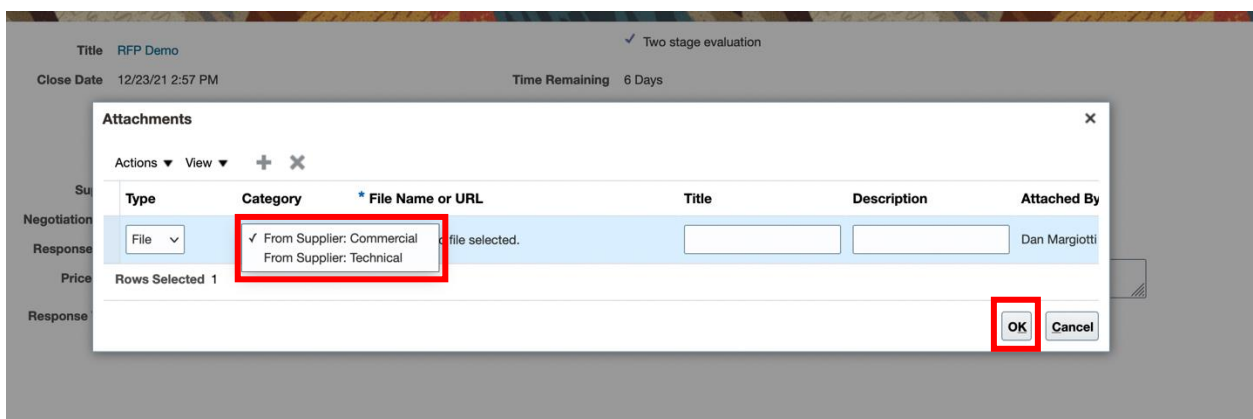 Title RFP Demo
✓ Two stage evaluation
Close Date 12/23/21 2:57 PM
Time Remaining 6 Days
Attachments
Actions ▼ View ▼
Type Category * File Name or URL Title Description Attached By
Negotiation
File ✓ From Supplier: Commercial file selected. Dan Margiotti
From Supplier: Technical
Response
Price
Rows Selected 1
Response
OK Cancel